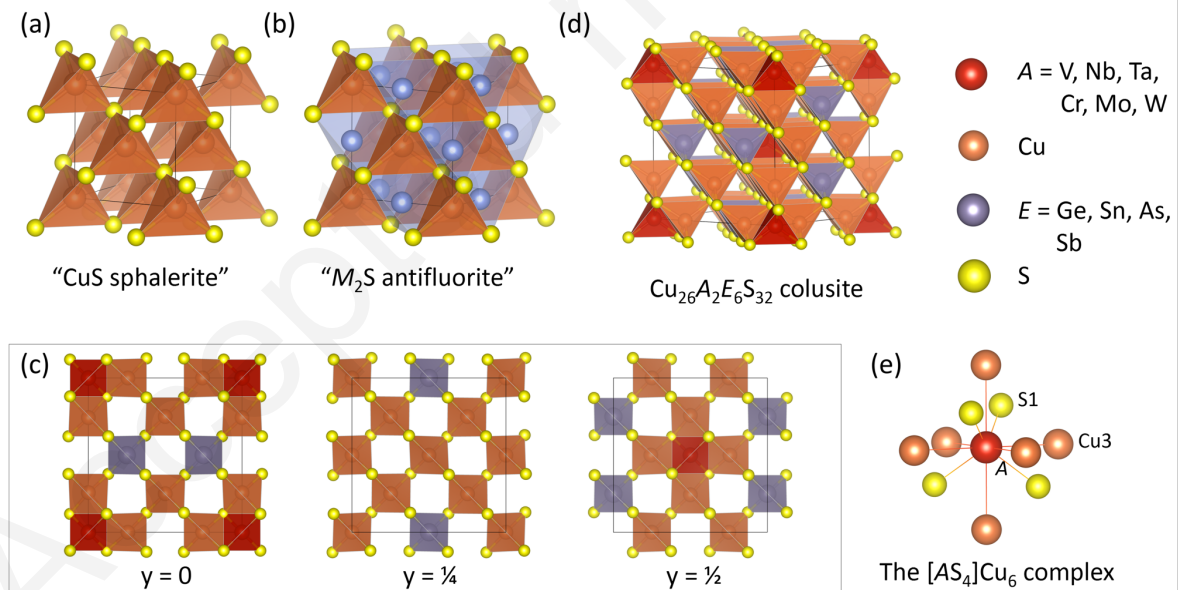 (a)
(b)
(d)
A = V, Nb, Ta,
Cr, Mo, W
Cu
E = Ge, Sn, As,
Sb
S
“CuS sphalerite”
“M₂S antifluorite”
Cu₂₆A₂E₆S₃₂ colusite
(c)
y = 0
y = ¼
y = ½
(e)
S1
Cu3
A
The [AS₄]Cu₆ complex